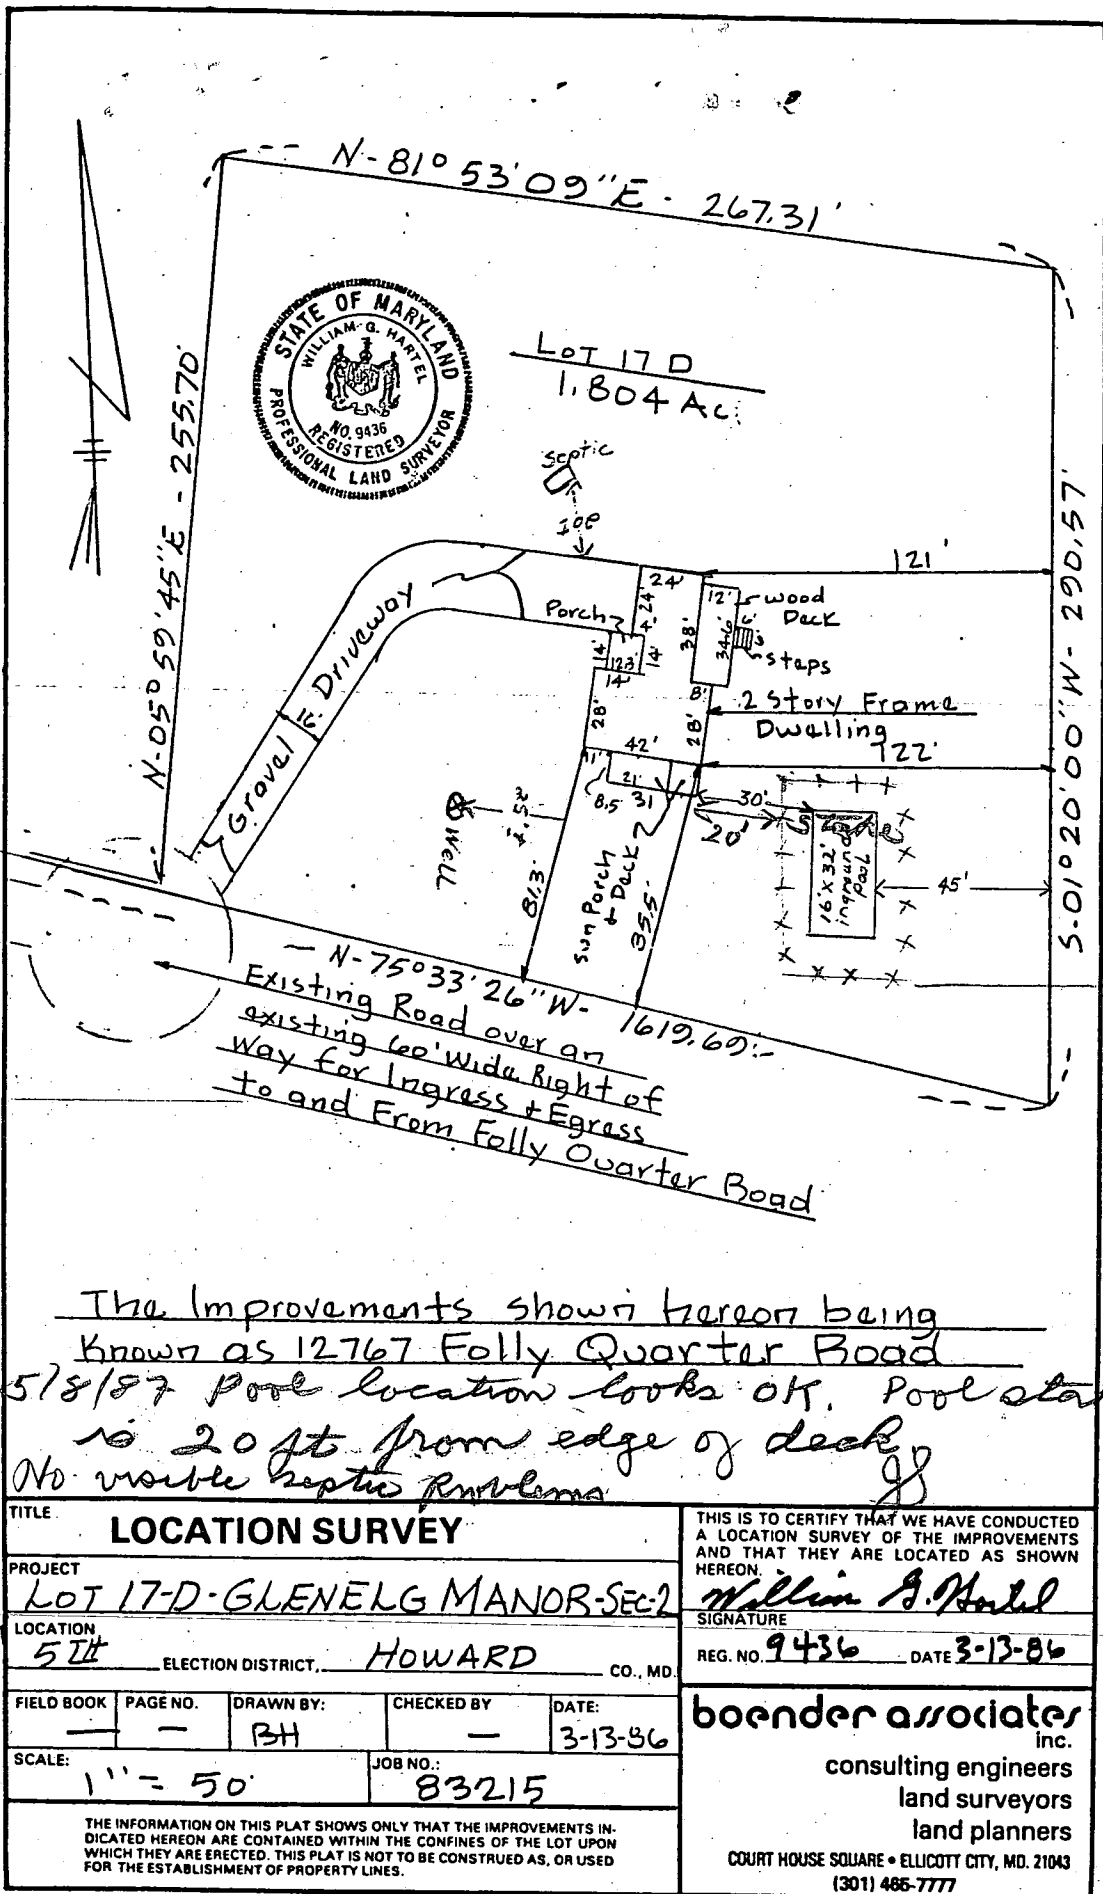 N-81° 53' 09" E - 267.31'
STATE OF MARYLAND
WILLIAM G. HARTEL
NO. 9436
REGISTERED
PROFESSIONAL LAND SURVEYOR
LOT 17 D
1.804 Ac.
N-05° 59' 45" E - 255.70'
S-01° 20' 00" W - 290.57'
septic
10e
121'
24'
24'
12'
wood
Deck
Porch
4'
38'
34.6'
steps
14'
12.3'
14'
14'
8'
2 Story Frame
Dwelling
28'
28'
42'
122'
Gravel 16' Driveway
11'
8.5
21'
31
30'
20'
Well
81.3'
Sun Porch
+ Deck
85.5'
16' X 32'
inground
pool
45'
N-75° 33' 26" W - 1619.69'
Existing Road over an
existing 60' wide Right of
Way for Ingress + Egress
to and From Folly Quarter Road
The Improvements shown hereon being
Known as 12767 Folly Quarter Road
5/8/87 Pool location looks OK. Pool
is 20 ft from edge of deck.
No visible septic problems
TITLE
LOCATION SURVEY
PROJECT
LOT 17-D-GLENELG MANOR-SEC-2
LOCATION
5TH ELECTION DISTRICT, HOWARD CO., MD.
FIELD BOOK PAGE NO. DRAWN BY: CHECKED BY DATE:
— — BH — 3-13-86
SCALE: JOB NO.:
1" = 50' 83215
THE INFORMATION ON THIS PLAT SHOWS ONLY THAT THE IMPROVEMENTS IN-
DICATED HEREON ARE CONTAINED WITHIN THE CONFINES OF THE LOT UPON
WHICH THEY ARE ERECTED. THIS PLAT IS NOT TO BE CONSTRUED AS, OR USED
FOR THE ESTABLISHMENT OF PROPERTY LINES.
THIS IS TO CERTIFY THAT WE HAVE CONDUCTED
A LOCATION SURVEY OF THE IMPROVEMENTS
AND THAT THEY ARE LOCATED AS SHOWN
HEREON.
William G. Hartel
SIGNATURE
REG. NO. 9436 DATE 3-13-86
boender associates
inc.
consulting engineers
land surveyors
land planners
COURT HOUSE SQUARE • ELLICOTT CITY, MD. 21043
(301) 465-7777